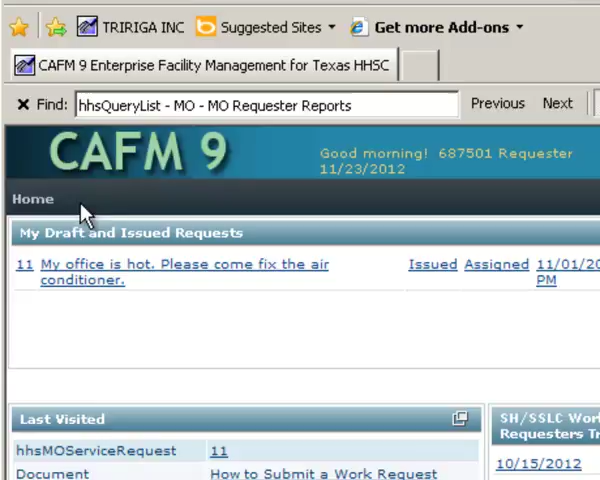 TRIRIGA INC Suggested Sites Get more Add-ons
CAFM 9 Enterprise Facility Management for Texas HHSC
Find: hhsQueryList - MO - MO Requester Reports Previous Next
CAFM 9
Good morning! 687501 Requester
11/23/2012
Home
My Draft and Issued Requests
11 My office is hot. Please come fix the air Issued Assigned 11/01/20
conditioner. PM
Last Visited
SH/SSLC Wor
Requesters Tr
hhsMOServiceRequest 11
10/15/2012
Document How to Submit a Work Request